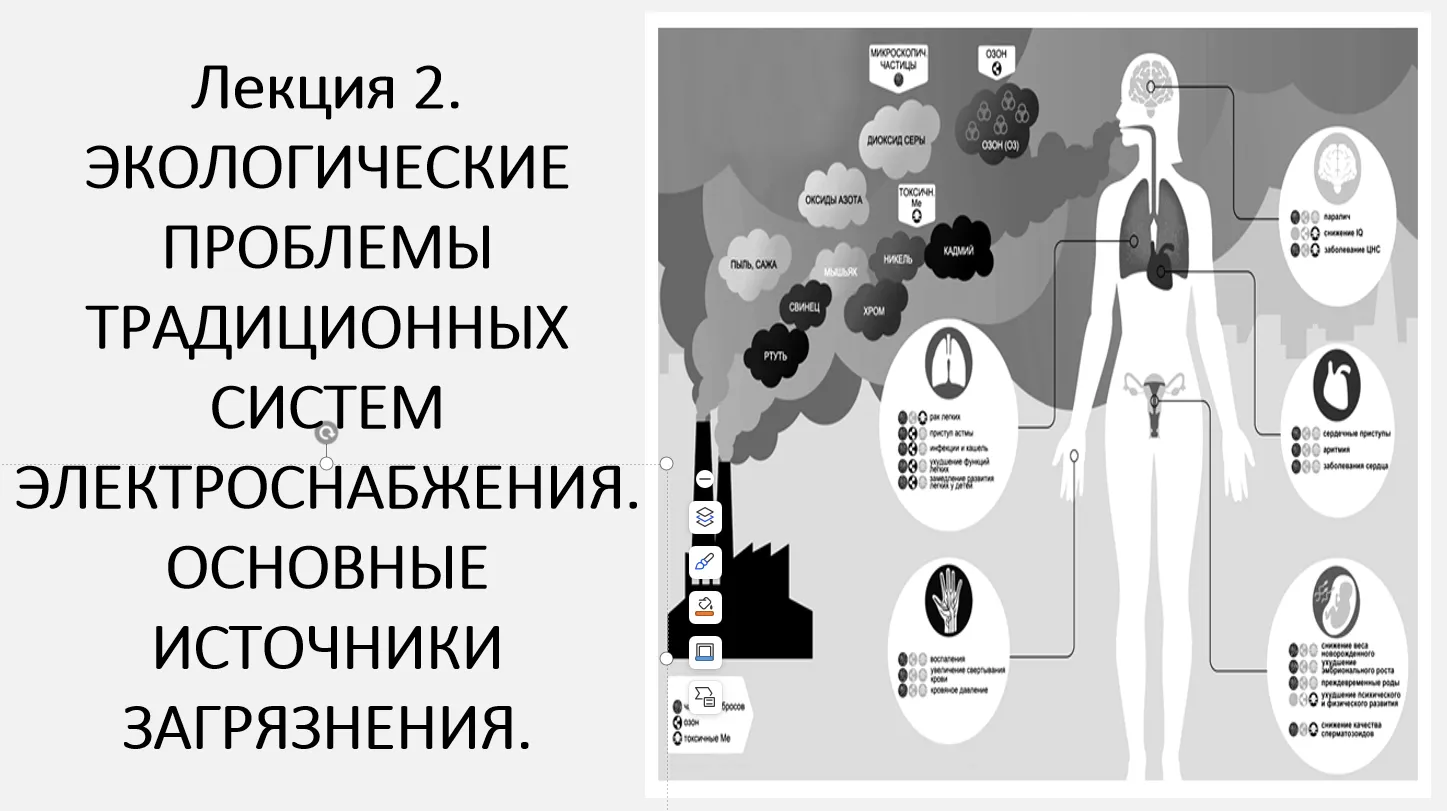 Лекция 2.
ЭКОЛОГИЧЕСКИЕ
ПРОБЛЕМЫ
ТРАДИЦИОННЫХ
СИСТЕМ
ЭЛЕКТРОСНАБЖЕНИЯ.
ОСНОВНЫЕ
ИСТОЧНИКИ
ЗАГРЯЗНЕНИЯ.
МИКРОСКОПИЧ.
ЧАСТИЦЫ
ОЗОН
ДИОКСИД СЕРЫ
ОЗОН (О3)
ОКСИДЫ АЗОТА
ТОКСИЧН.
Ме
ПЫЛЬ, САЖА
МЫШЬЯК
НИКЕЛЬ
КАДМИЙ
СВИНЕЦ
ХРОМ
РТУТЬ
паралич
снижение IQ
заболевание ЦНС
рак легких
приступ астмы
инфекции и кашель
ухудшение функций
легких
замедление развития
легких у детей
сердечные приступы
аритмия
заболевания сердца
воспаления
увеличение свертывания
крови
кровяное давление
снижение веса
новорожденного
ухудшение
эмбрионального роста
преждевременные роды
ухудшение психического
и физического развития
снижение качества
сперматозоидов
озон
токсичные Ме